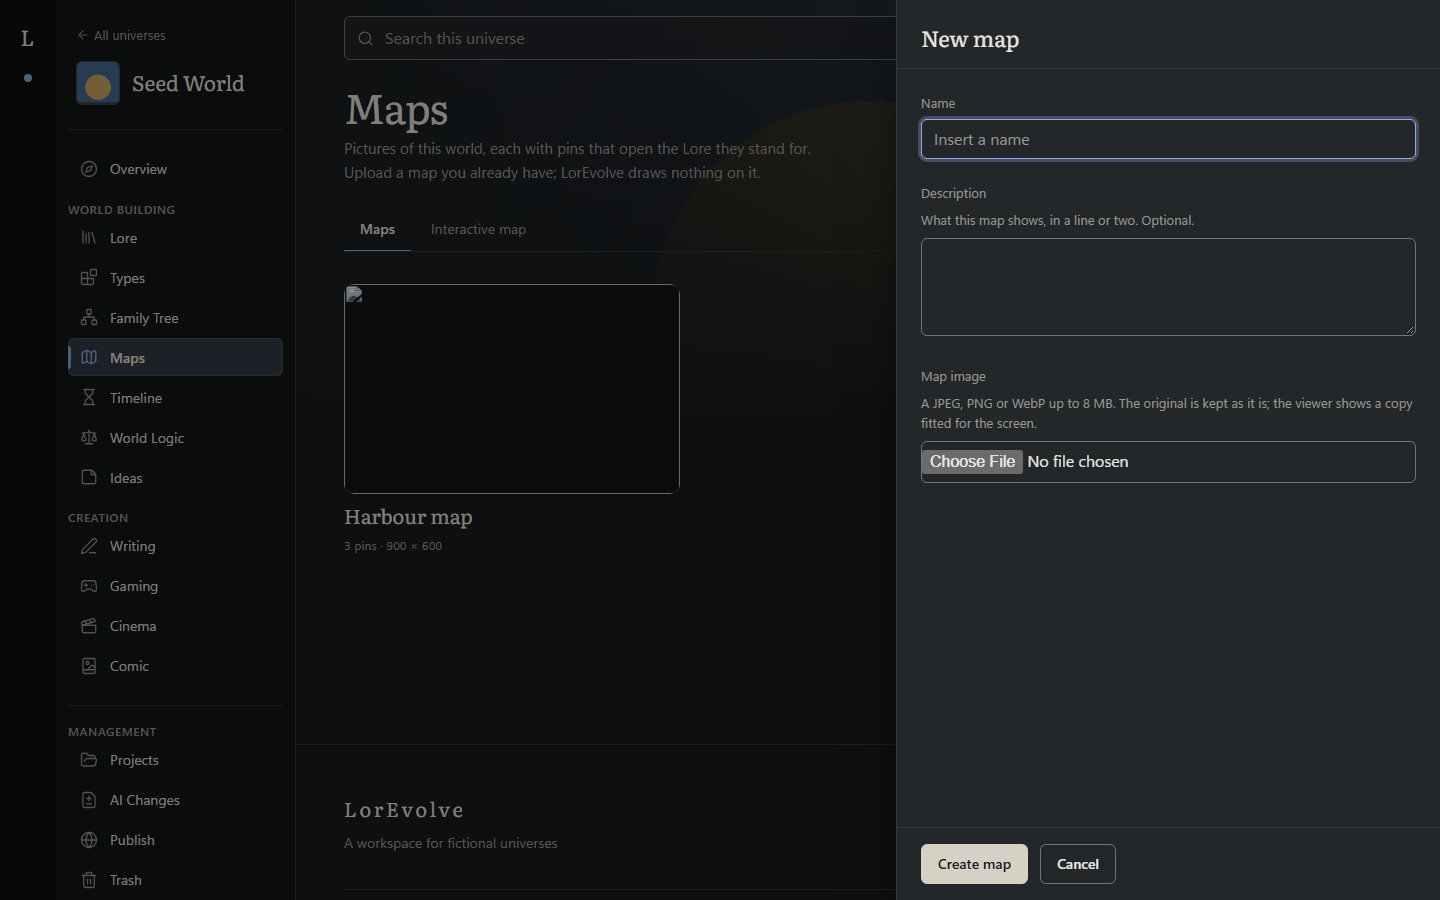 L
All universes
Seed World
Overview
WORLD BUILDING
Lore
Types
Family Tree
Maps
Timeline
World Logic
Ideas
CREATION
Writing
Gaming
Cinema
Comic
MANAGEMENT
Projects
AI Changes
Publish
Trash
Search this universe
Maps
Pictures of this world, each with pins that open the Lore they stand for.
Upload a map you already have; LorEvolve draws nothing on it.
Maps
Interactive map
Harbour map
3 pins · 900 × 600
LorEvolve
A workspace for fictional universes
New map
Name
Insert a name
Description
What this map shows, in a line or two. Optional.
Map image
A JPEG, PNG or WebP up to 8 MB. The original is kept as it is; the viewer shows a copy
fitted for the screen.
Choose File No file chosen
Create map
Cancel